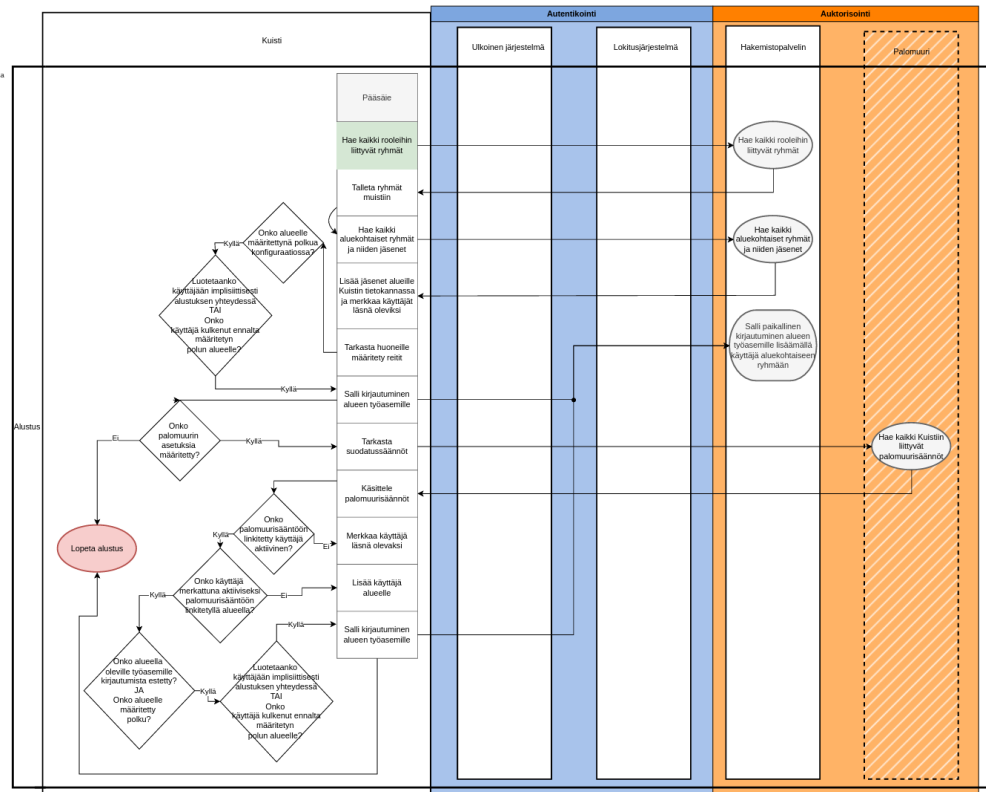 Autentikointi
Auktorisointi
Kuisti
Ulkoinen järjestelmä
Lokitusjärjestelmä
Hakemistopalvelin
Palomuuri
a
Pääsäie
Hae kaikki rooleihin
liittyvät ryhmät
Hae kaikki rooleihin
liittyvät ryhmät
Talleta ryhmät
muistiin
Onko alueelle
määritettynä polkua
konfiguraatiossa?
Kyllä
Hae kaikki
aluekohtaiset ryhmät
ja niiden jäsenet
Hae kaikki
aluekohtaiset ryhmät
ja niiden jäsenet
Luotetaanko
käyttäjään implisiittisesti
alustuksen yhteydessä
TAI
Onko
käyttäjä kulkenut ennalta
määritetyn
polun alueelle?
Lisää jäsenet alueille
Kuistin tietokannassa
ja merkkaa käyttäjät
läsnä oleviksi
Tarkasta huoneille
määritety reitit
Salli paikallinen
kirjautuminen alueen
työasemille lisäämällä
käyttäjä aluekohtaiseen
ryhmään
Kyllä
Salli kirjautuminen
alueen työasemille
Alustus
Onko
palomuurin
asetuksia
määritetty?
Ei
Kyllä
Tarkasta
suodatussäännöt
Hae kaikki Kuistiin
liittyvät
palomuurisäännöt
Käsittele
palomuurisäännöt
Onko
palomuurisääntöön
linkitetty käyttäjä
aktiivinen?
Kyllä
Ei
Merkkaa käyttäjä
läsnä olevaksi
Lopeta alustus
Onko käyttäjä
merkattuna aktiiviseksi
palomuurisääntöön
linkitetyllä alueella?
Kyllä
Ei
Lisää käyttäjä
alueelle
Kyllä
Salli kirjautuminen
alueen työasemille
Onko alueella
oleville työasemille
kirjautumista estetty?
JA
Onko alueelle
määritetty
polku?
Kyllä
Luotetaanko
käyttäjään implisiittisesti
alustuksen yhteydessä
TAI
Onko
käyttäjä kulkenut ennalta
määritetyn
polun alueelle?